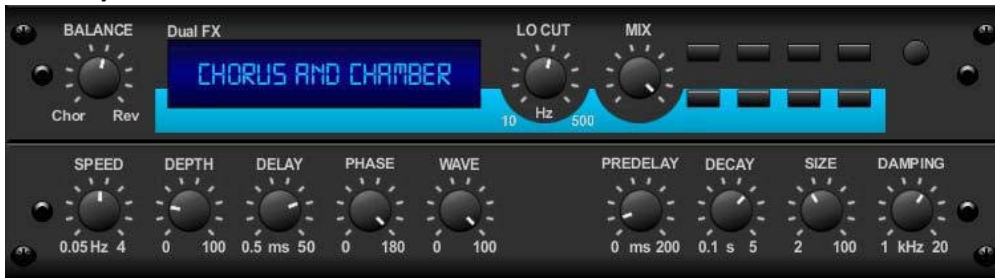 BALANCE
Dual FX
LO CUT
MIX
CHORUS AND CHAMBER
Chor Rev
10 Hz 500
SPEED DEPTH DELAY PHASE WAVE PREDELAY DECAY SIZE DAMPING
0.05 Hz 4 0 100 0.5 ms 50 0 180 0 100 0 ms 200 0.1 s 5 2 100 1 kHz 20